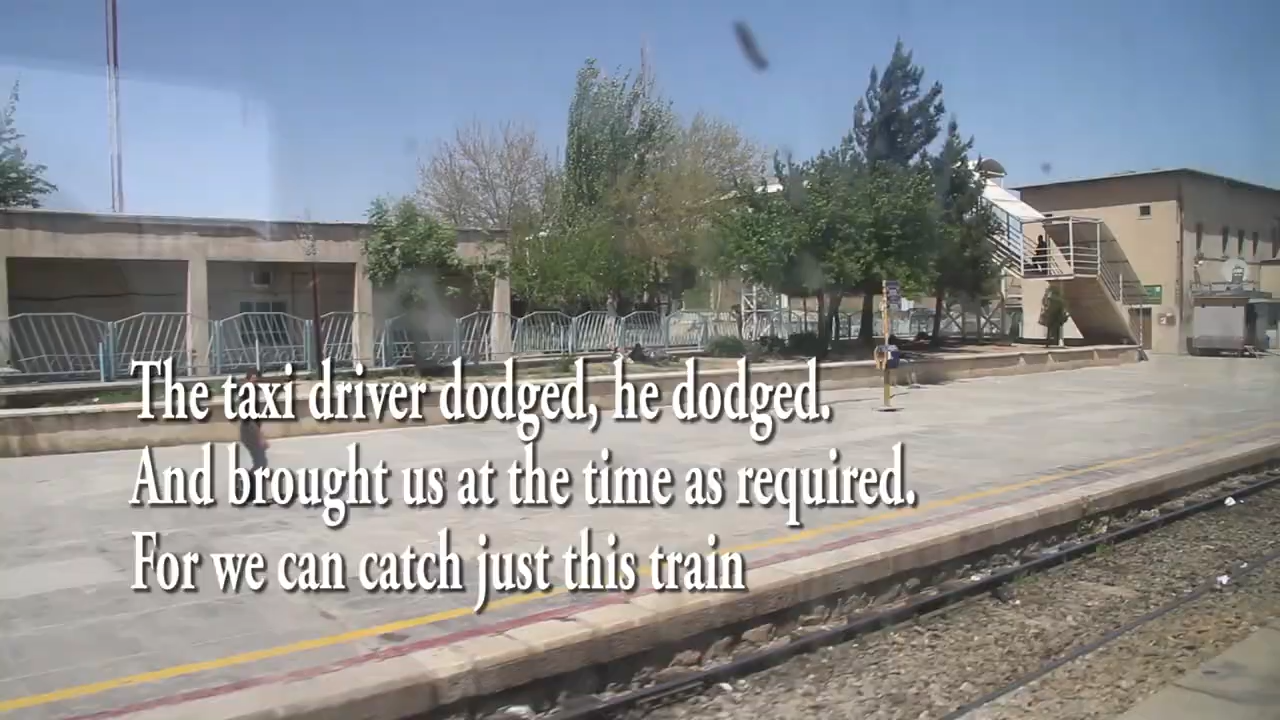 The taxi driver dodged, he dodged.
And brought us at the time as required.
For we can catch just this train